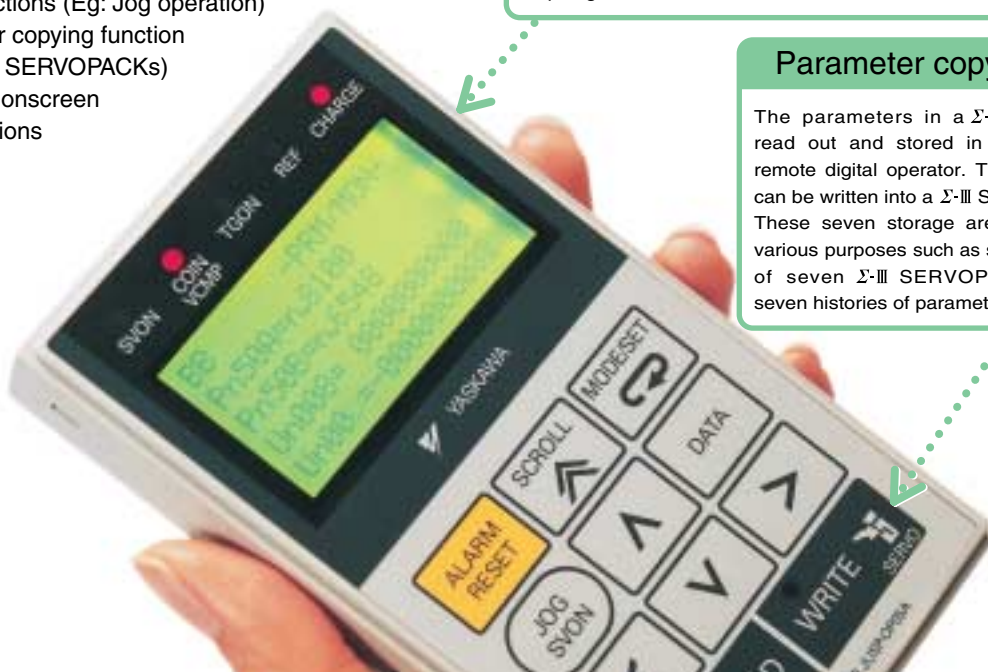 ctions (Eg: Jog operation)
r copying function
SERVOPACKs)
onscreen
ions
Parameter copy
The parameters in a Σ-
read out and stored in
remote digital operator. T
can be written into a Σ-Ⅲ S
These seven storage are
various purposes such as s
of seven Σ-Ⅲ SERVOP
seven histories of paramet
CHARGE
REF
TGON
COIN
VCMP
SVON
BB -PRM/MON-
Un008=
YASKAWA
MODE/SET
SCROLL
DATA
ALARM
RESET
JOG
SVON
WRITE
SERVO